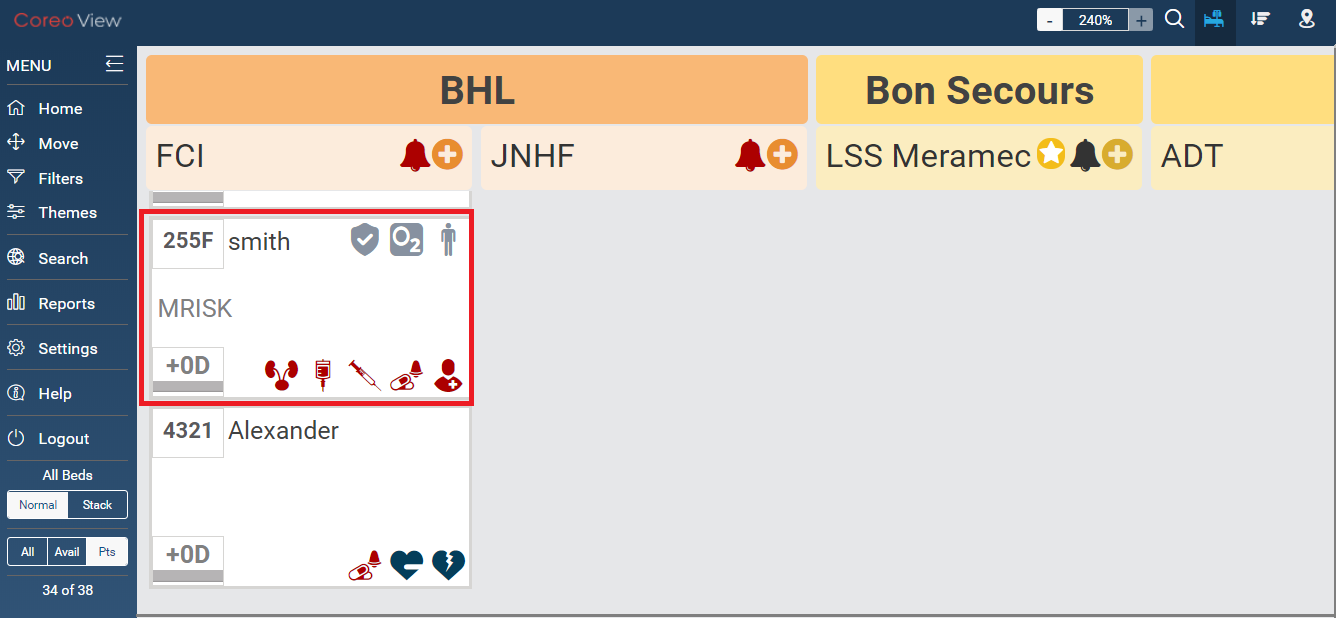 Coreo View
- 240% +
MENU
Home
Move
Filters
Themes
Search
Reports
Settings
Help
Logout
All Beds
Normal Stack
All Avail Pts
34 of 38
BHL
Bon Secours
FCI
JNHF
LSS Meramec
ADT
255F smith
O2
MRISK
+0D
4321 Alexander
+0D